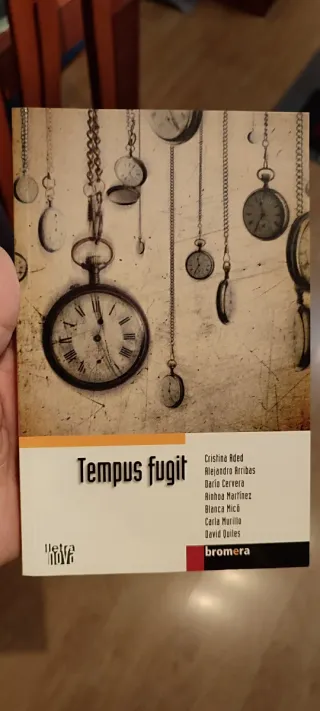 Tempus fugit
Cristina Aded
Alejandro Arribas
Darío Cervera
Ainhoa Martínez
Blanca Micó
Carla Murillo
David Quiles
lletra
nova
bromera